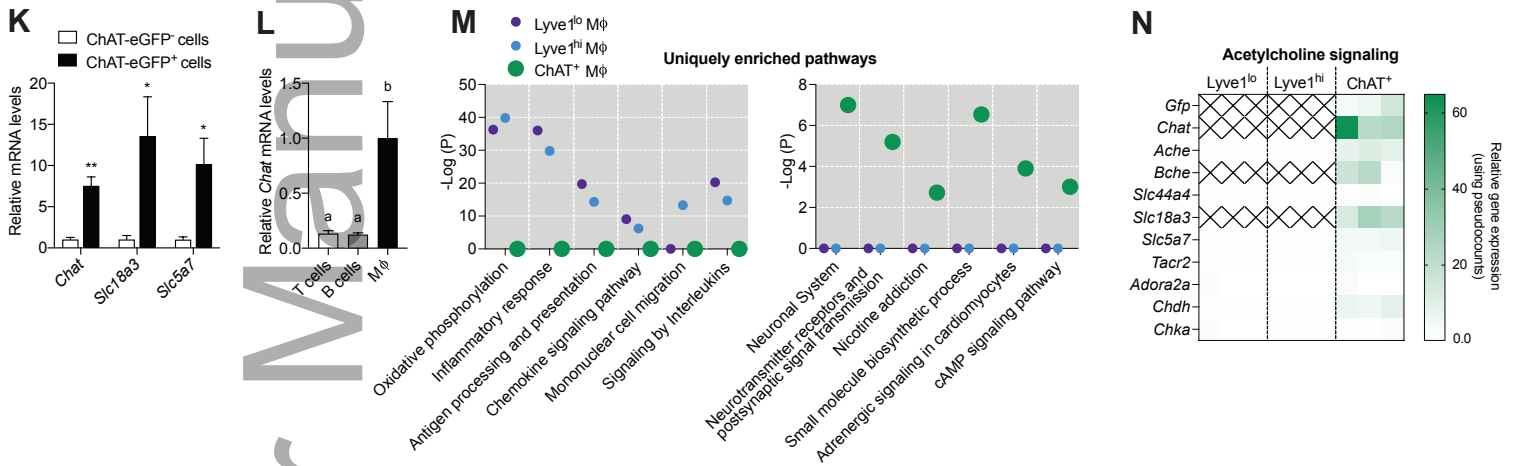 K
ChAT-eGFP- cells
ChAT-eGFP+ cells
Relative mRNA levels
20
15
10
5
0
**
*
*
Chat
Slc18a3
Slc5a7
L
Relative Chat mRNA levels
1.5
1.0
0.5
0.0
a
a
b
T cells
B cells
Mϕ
M
Lyve1lo Mϕ
Lyve1hi Mϕ
ChAT+ Mϕ
Uniquely enriched pathways
-Log (P)
50
40
30
20
10
0
Oxidative phosphorylation
Inflammatory response
Antigen processing and presentation
Chemokine signaling pathway
Mononuclear cell migration
Signaling by Interleukins
-Log (P)
8
6
4
2
0
Neuronal System
Neurotransmitter receptors and
postsynaptic signal transmission
Nicotine addiction
Small molecule biosynthetic process
Adrenergic signaling in cardiomyocytes
cAMP signaling pathway
N
Acetylcholine signaling
Lyve1lo
Lyve1hi
ChAT+
Gfp
Chat
Ache
Bche
Slc44a4
Slc18a3
Slc5a7
Tacr2
Adora2a
Chdh
Chka
60
40
20
0.0
Relative gene expression
(using pseudocounts)
r Manu